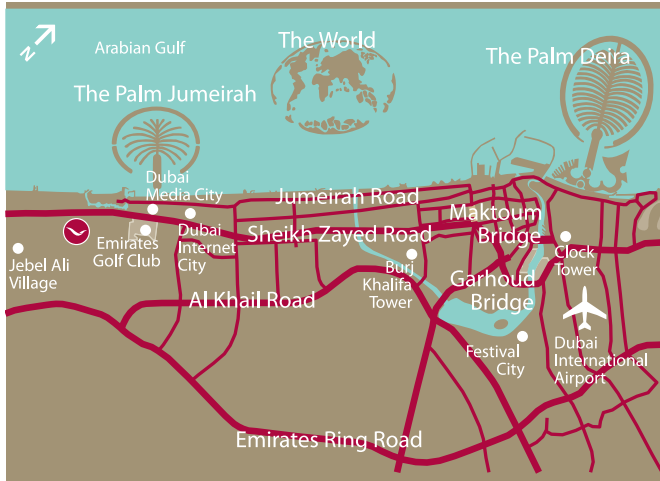 N
Arabian Gulf
The World
The Palm Deira
The Palm Jumeirah
Dubai
Media City
Jumeirah Road
Maktoum
Bridge
Sheikh Zayed Road
Emirates
Golf Club
Dubai
Internet
City
Clock
Tower
Jebel Ali
Village
Burj
Khalifa
Tower
Garhoud
Bridge
Al Khail Road
Festival
City
Dubai
International
Airport
Emirates Ring Road